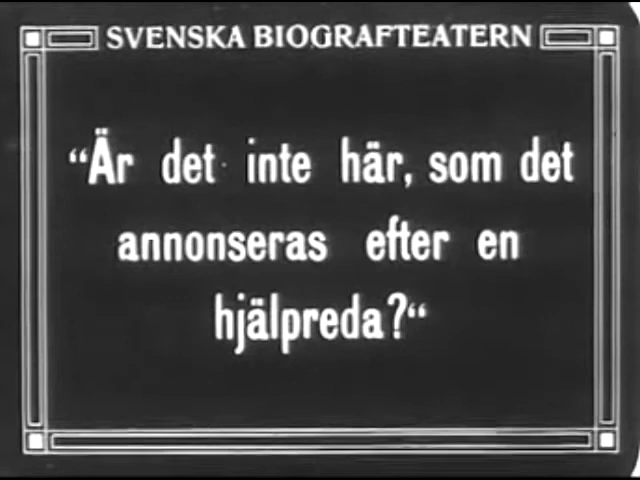 SVENSKA BIOGRAFTEATERN
“Är det inte här, som det
annonseras efter en
hjälpreda?“